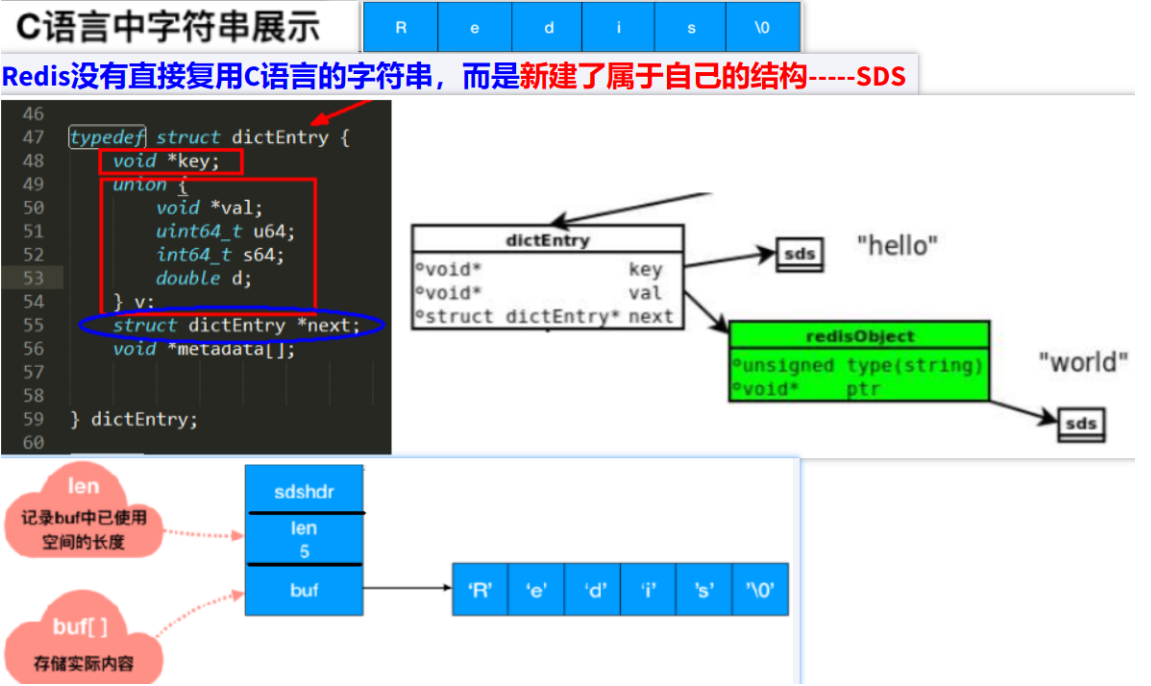 C语言中字符串展示
R e d i s \0
Redis没有直接复用C语言的字符串，而是新建了属于自己的结构-----SDS
46
47 typedef struct dictEntry {
48 void *key;
49 union {
50 void *val;
51 uint64_t u64;
52 int64_t s64;
53 double d;
54 } v;
55 struct dictEntry *next;
56 void *metadata[];
57
58
59 } dictEntry;
60
dictEntry
void* key
void* val
struct dictEntry* next
sds
"hello"
redisObject
unsigned type(string)
void* ptr
"world"
sds
len
记录buf中已使用
空间的长度
buf[ ]
存储实际内容
sdshdr
len
5
buf
‘R’ ‘e’ ‘d’ ‘i’ ’s’ ’\0’